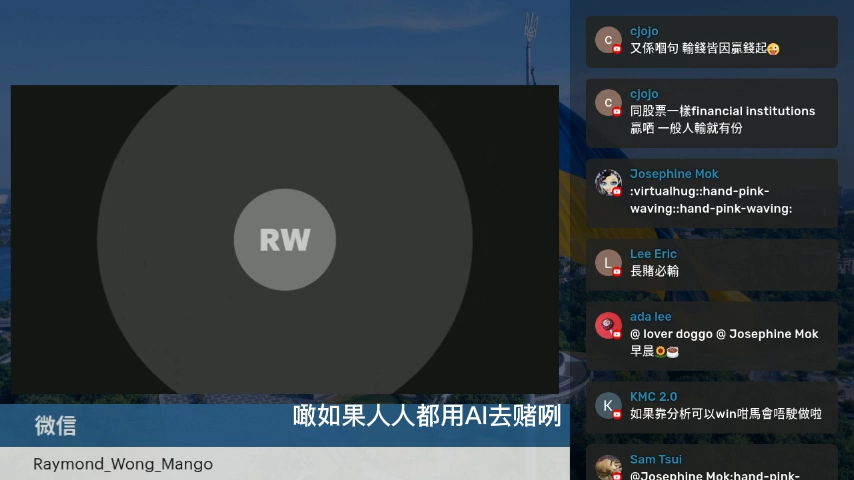 RW
噉如果人人都用AI去赌咧
微信
Raymond_Wong_Mango
c
cjojo
又係嗰句 輸錢皆因贏錢起😜
c
cjojo
同股票一樣financial institutions
贏哂 一般人輸就有份
Josephine Mok
:virtualhug::hand-pink-
waving::hand-pink-waving:
L
Lee Eric
長賭必輸
ada lee
@ lover doggo @ Josephine Mok
早晨🌻☕
K
KMC 2.0
如果靠分析可以win咁馬會唔駛做啦
Sam Tsui
@Josephine Mok:hand-pink-